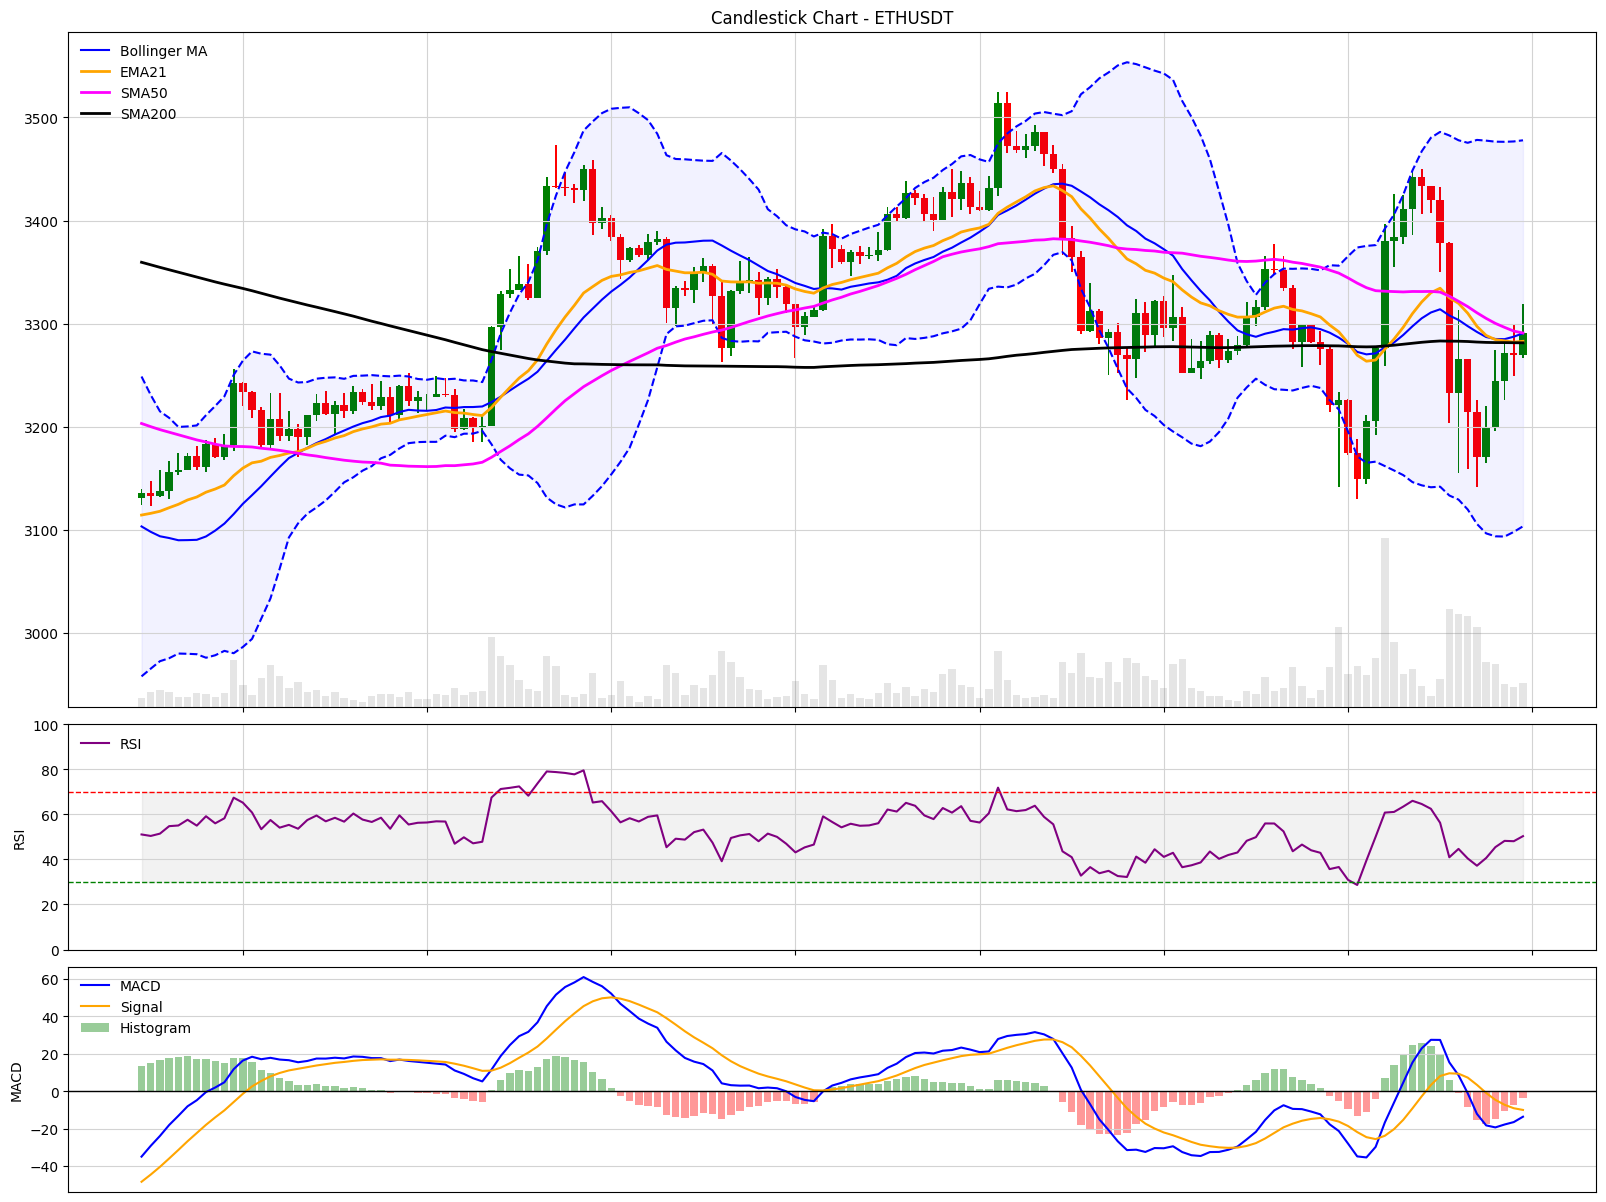 Candlestick Chart - ETHUSDT
Bollinger MA
EMA21
SMA50
SMA200
3500
3400
3300
3200
3100
3000
RSI
100
80
60
40
20
0
RSI
MACD
Signal
Histogram
60
40
20
0
−20
−40
MACD